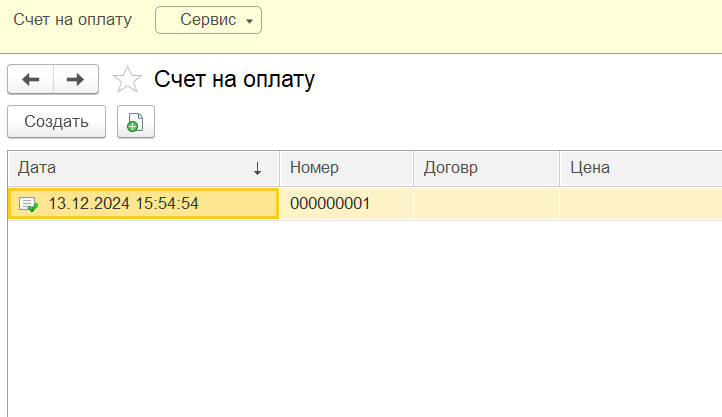 Счет на оплату Сервис
Счет на оплату
Создать
Дата Номер Договр Цена
13.12.2024 15:54:54 000000001